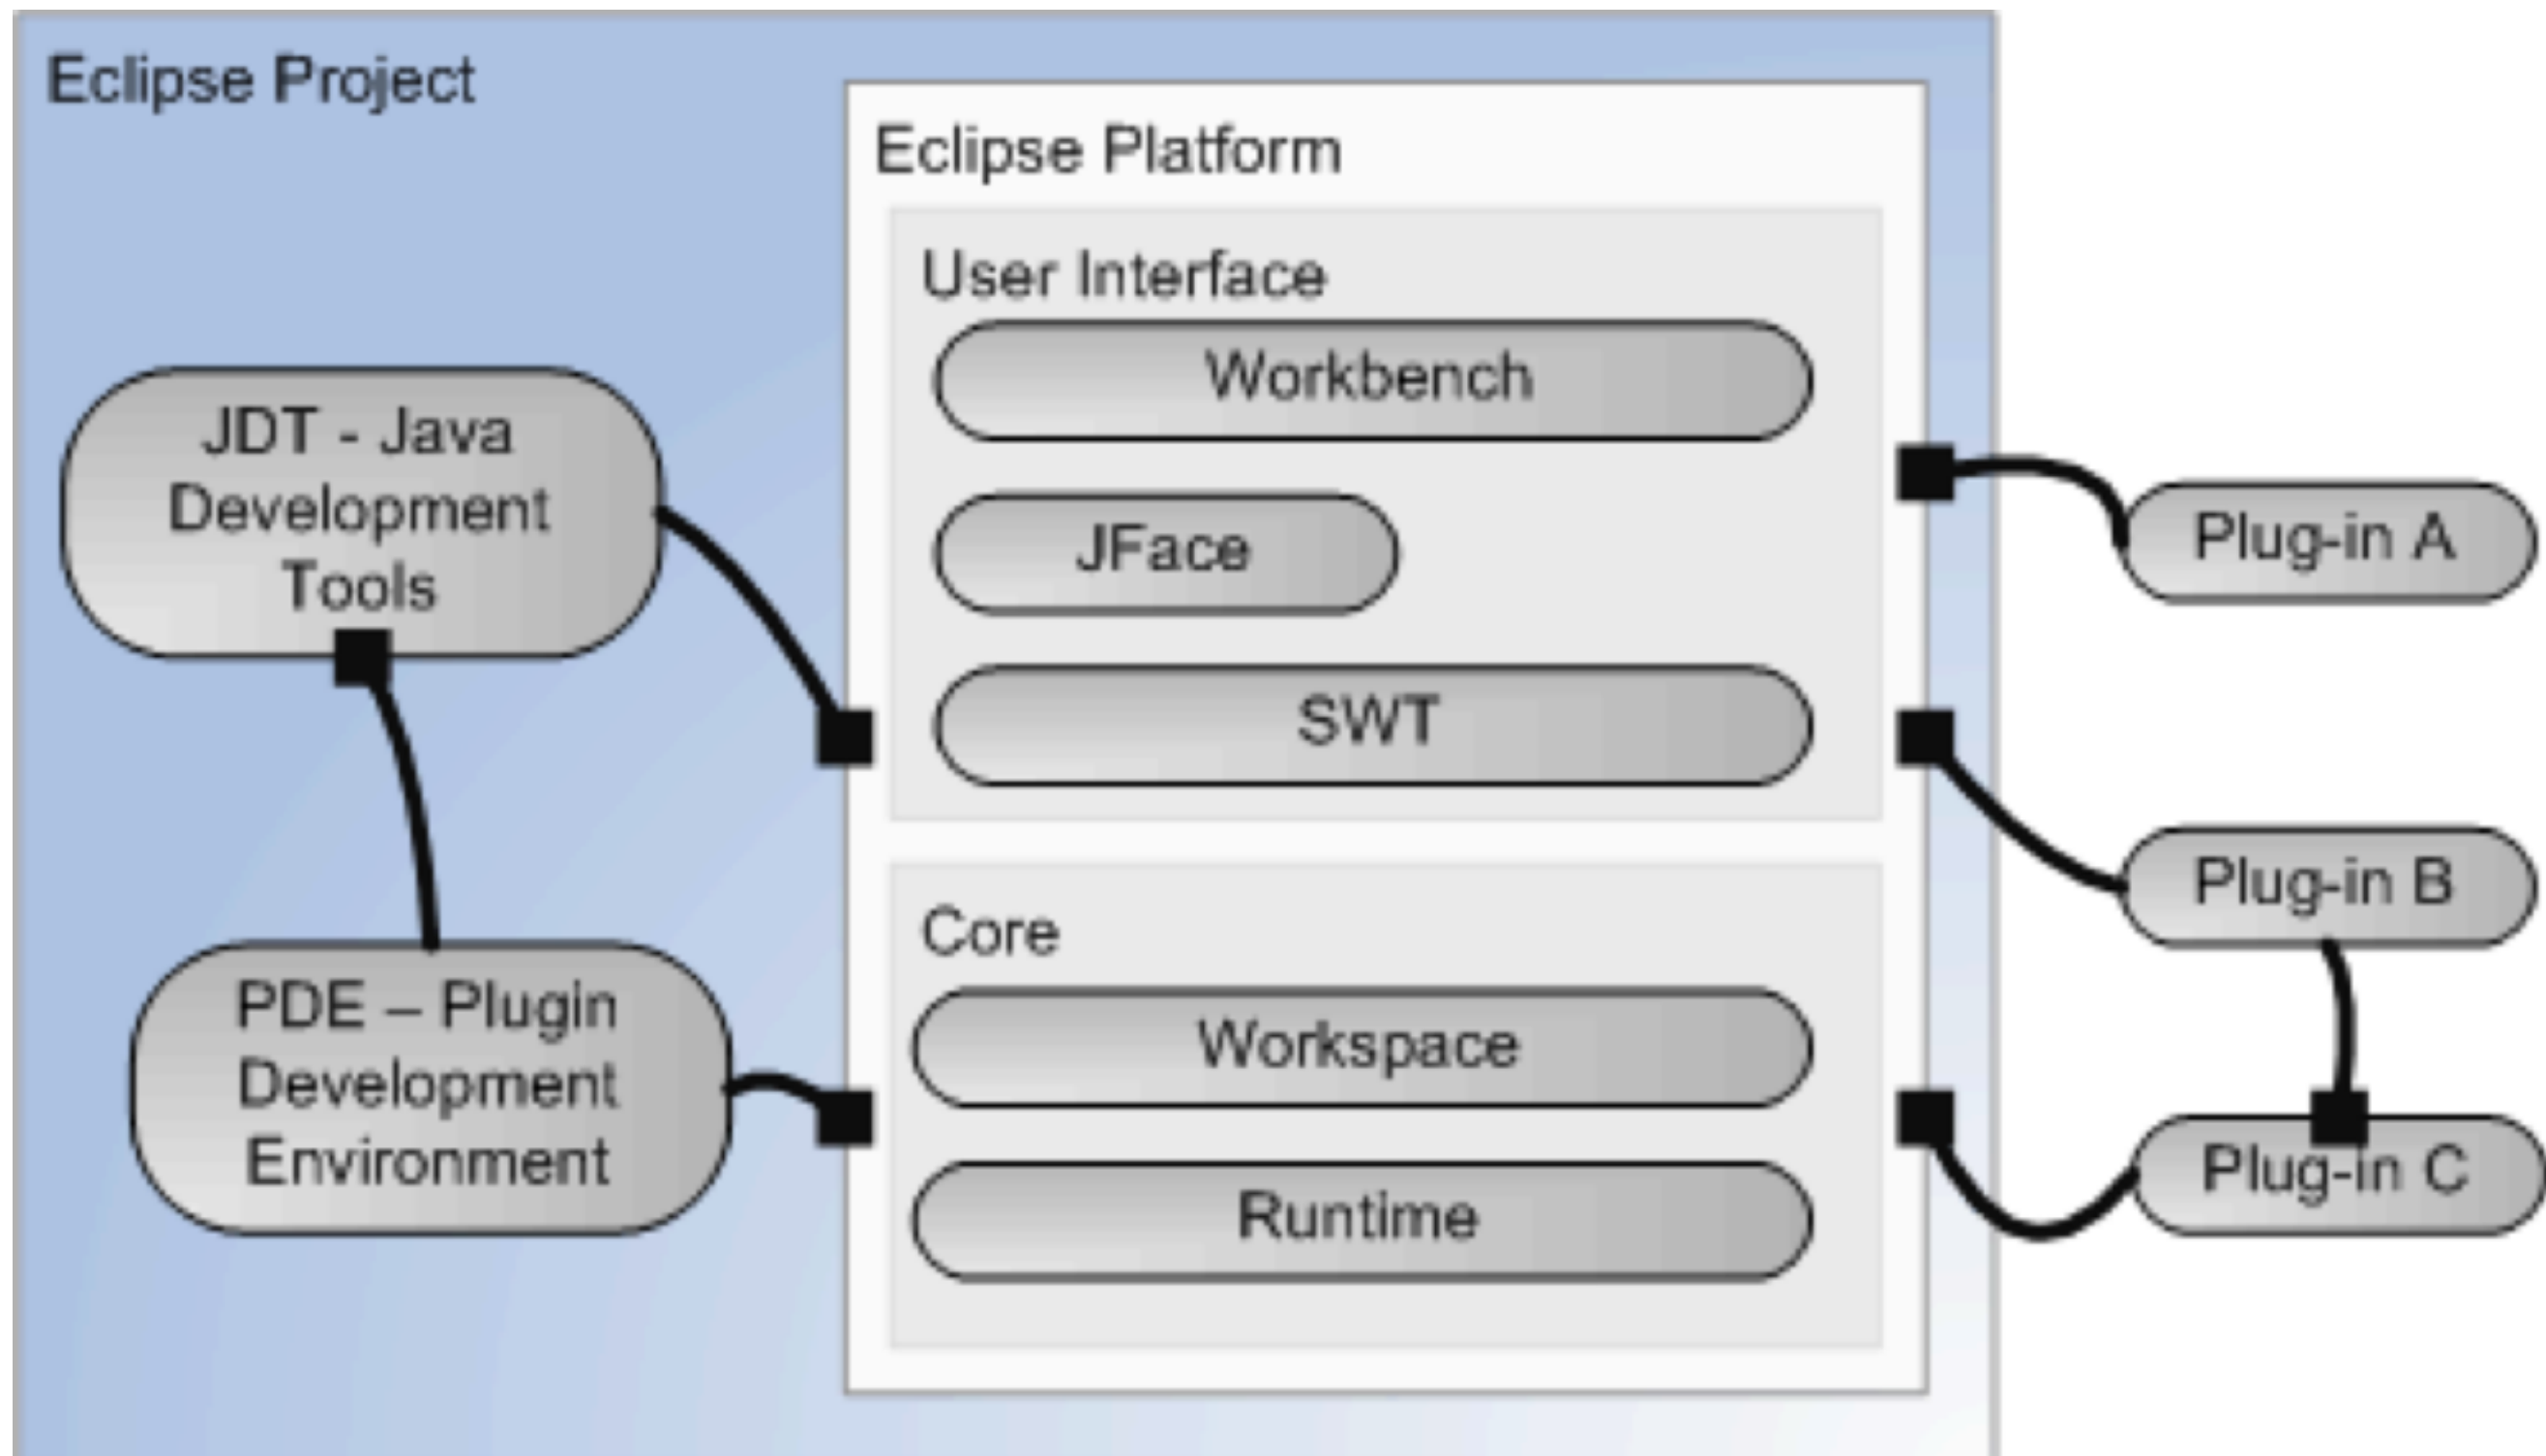 Eclipse Project
Eclipse Platform
User Interface
Workbench
JFace
SWT
Core
Workspace
Runtime
JDT - Java
Development
Tools
PDE – Plugin
Development
Environment
Plug-in A
Plug-in B
Plug-in C